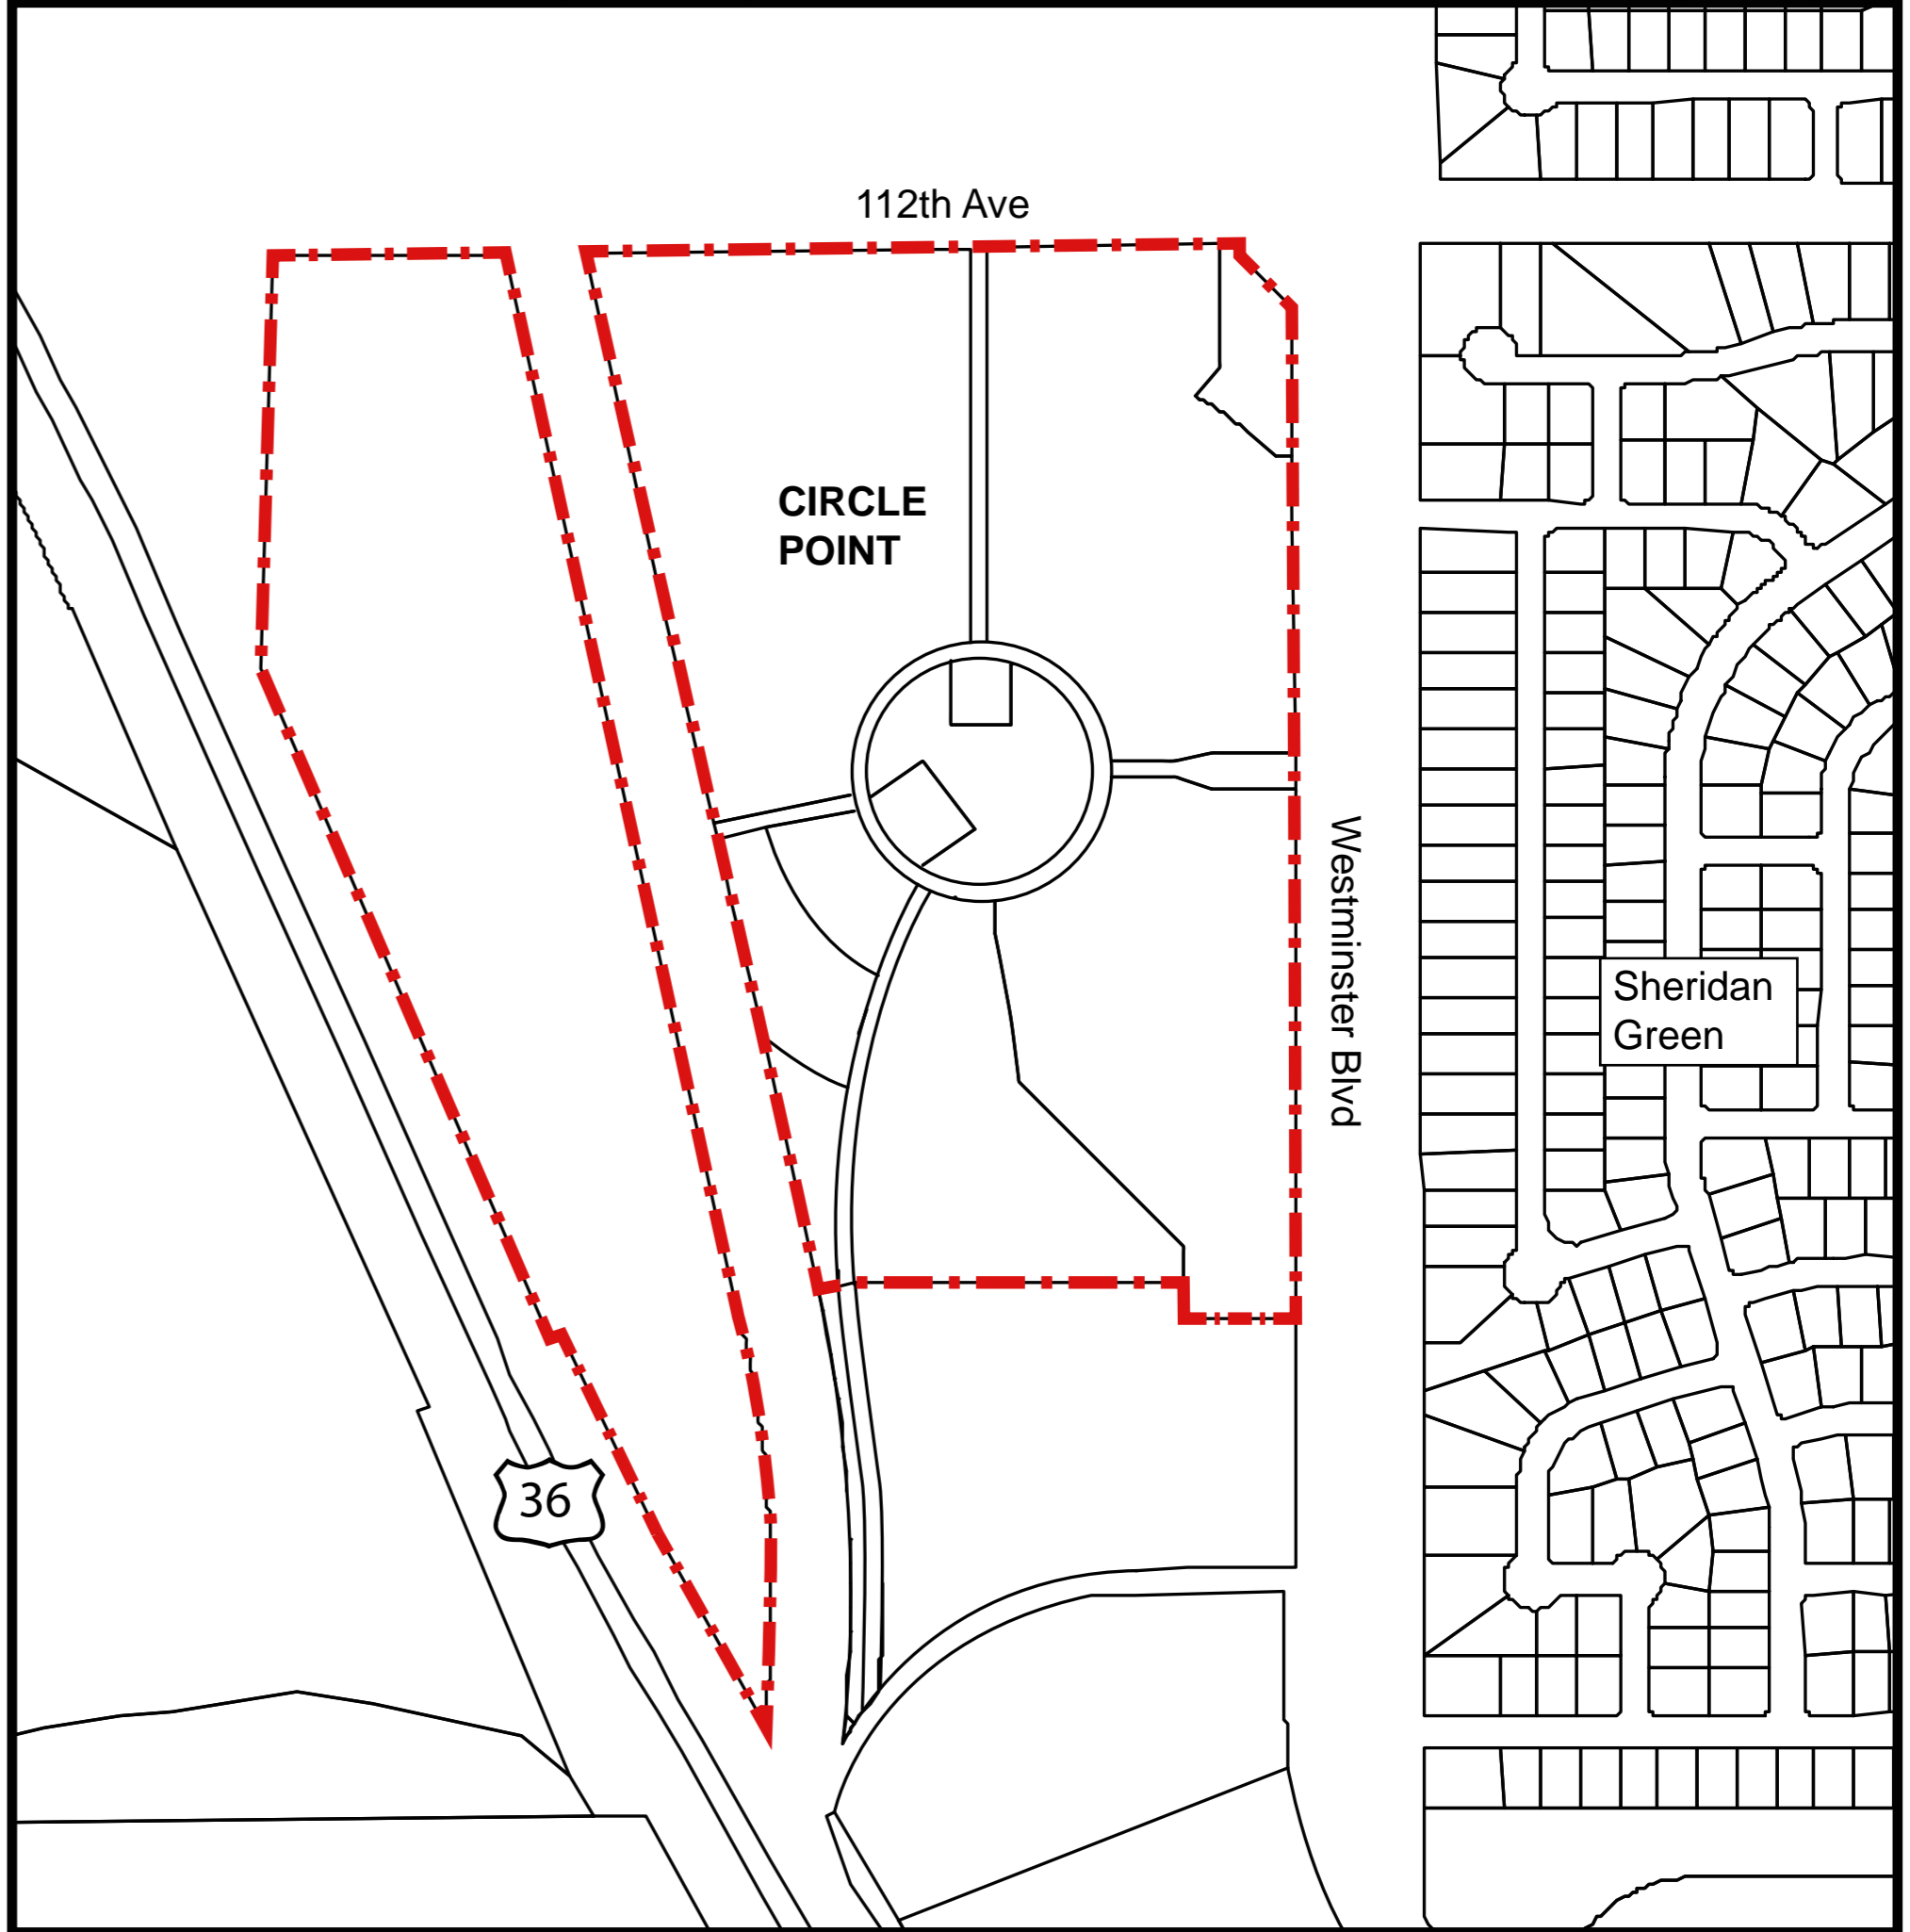 112th Ave
CIRCLE
POINT
Westminster Blvd
Sheridan
Green
36